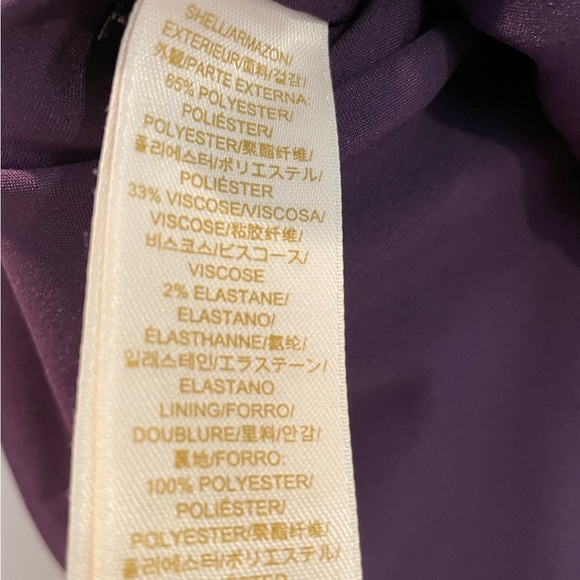 SHELL/ARMAZON/
EXTERIEUR/面料/겉감/
外殼/PARTE EXTERNA:
65% POLYESTER/
POLIÉSTER/
POLYESTER/聚酯纤维/
폴리에스터/ポリエステル/
POLIÉSTER
33% VISCOSE/VISCOSA/
VISCOSE/粘胶纤维/
비스코스/ビスコース/
VISCOSE
2% ELASTANE/
ELASTANO/
ÉLASTHANNE/氨纶/
일래스테인/エラステーン/
ELASTANO
LINING/FORRO/
DOUBLURE/里料/안감/
裏地/FORRO:
100% POLYESTER/
POLIÉSTER/
POLYESTER/聚酯纤维/
폴리에스터/ポリエステル/